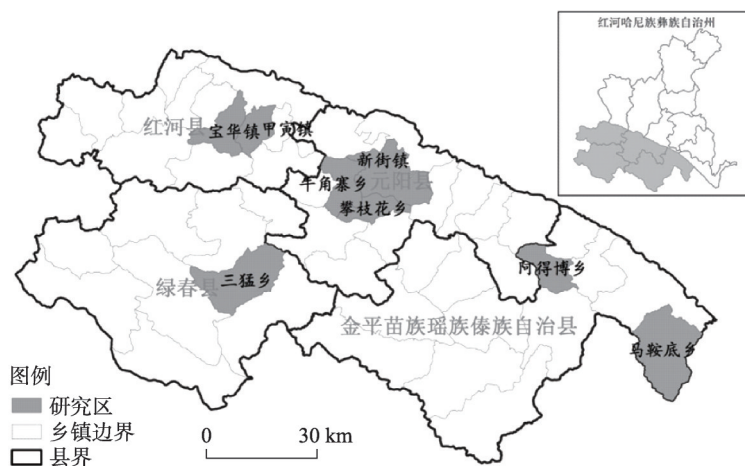 红河哈尼族彝族自治州
红河县
宝华镇
甲寅镇
新街镇
牛角寨乡
元阳县
攀枝花乡
绿春县
三猛乡
阿得博乡
金平苗族瑶族傣族自治县
马鞍底乡
图例
研究区
乡镇边界
县界
0 30 km